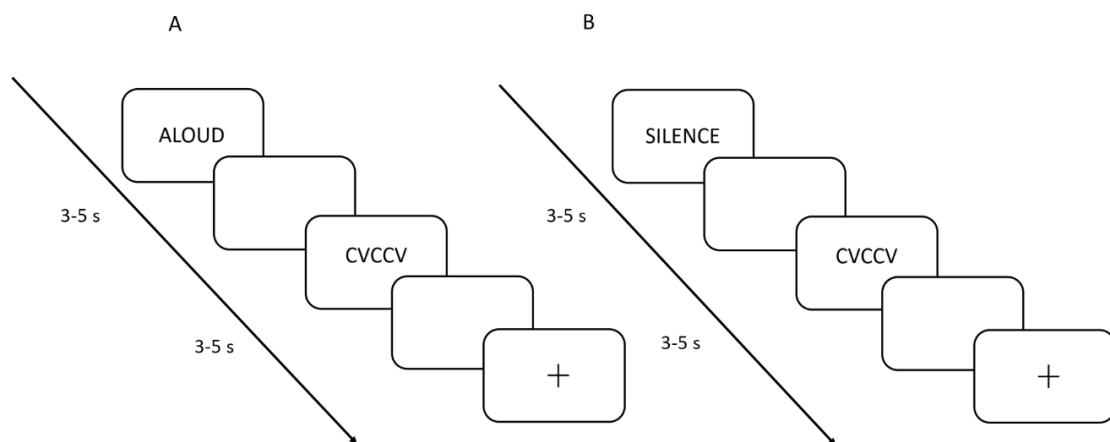 A
ALOUD
3-5 s
CVCCV
3-5 s
+
B
SILENCE
3-5 s
CVCCV
3-5 s
+